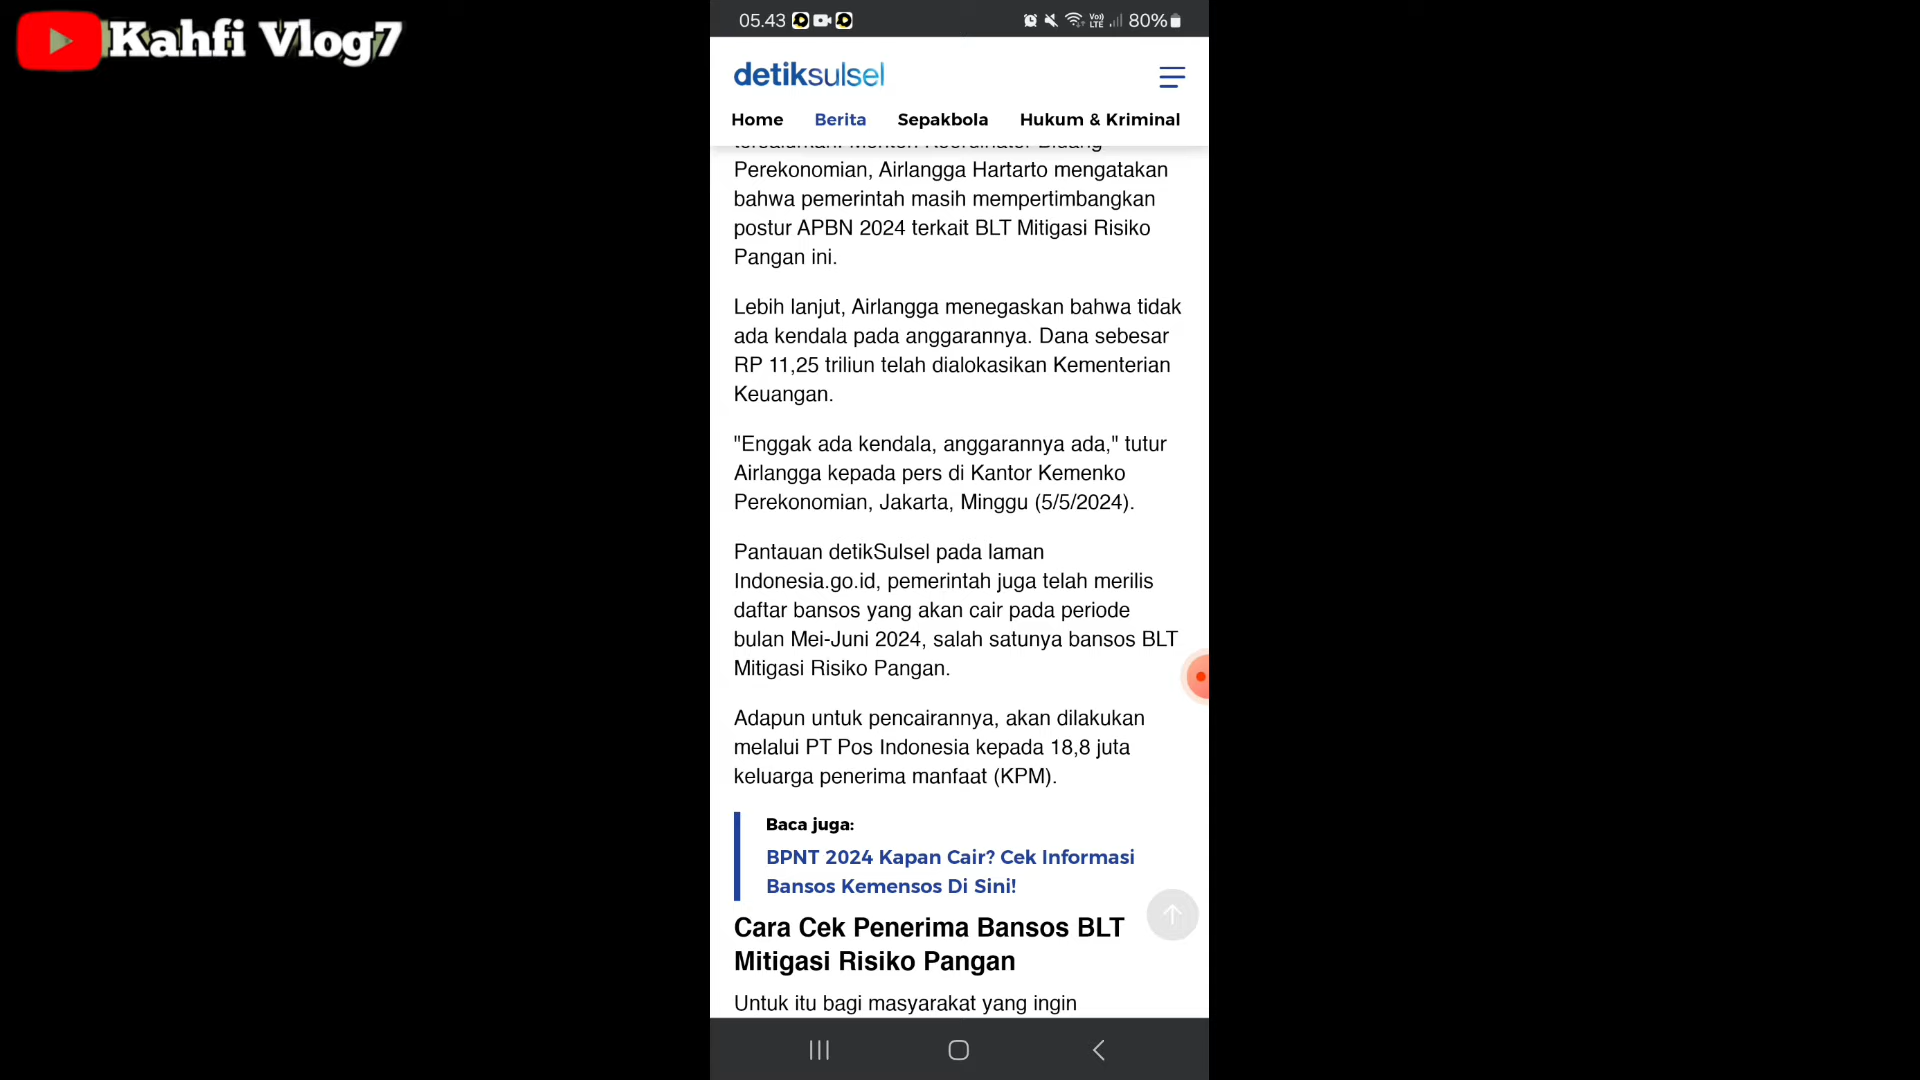 Kahfi Vlog7
05.43
Vo)) LTE 80%
detiksulsel
Home Berita Sepakbola Hukum & Kriminal
Perekonomian, Airlangga Hartarto mengatakan
bahwa pemerintah masih mempertimbangkan
postur APBN 2024 terkait BLT Mitigasi Risiko
Pangan ini.
Lebih lanjut, Airlangga menegaskan bahwa tidak
ada kendala pada anggarannya. Dana sebesar
RP 11,25 triliun telah dialokasikan Kementerian
Keuangan.
"Enggak ada kendala, anggarannya ada," tutur
Airlangga kepada pers di Kantor Kemenko
Perekonomian, Jakarta, Minggu (5/5/2024).
Pantauan detikSulsel pada laman
Indonesia.go.id, pemerintah juga telah merilis
daftar bansos yang akan cair pada periode
bulan Mei-Juni 2024, salah satunya bansos BLT
Mitigasi Risiko Pangan.
Adapun untuk pencairannya, akan dilakukan
melalui PT Pos Indonesia kepada 18,8 juta
keluarga penerima manfaat (KPM).
Baca juga:
BPNT 2024 Kapan Cair? Cek Informasi
Bansos Kemensos Di Sini!
Cara Cek Penerima Bansos BLT
Mitigasi Risiko Pangan
Untuk itu bagi masyarakat yang ingin